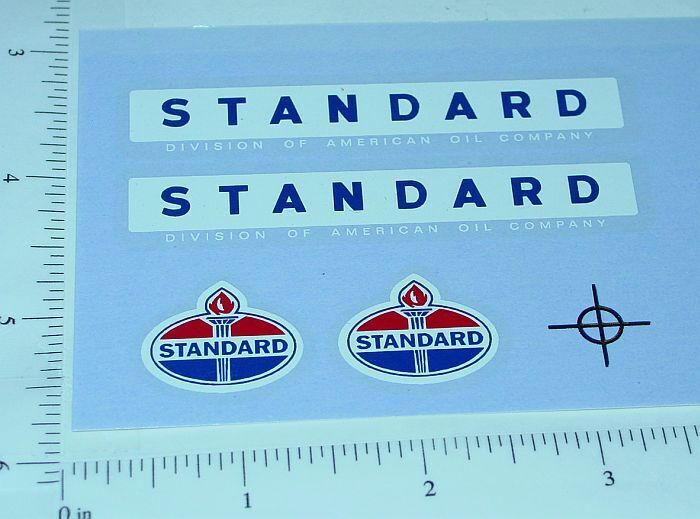 3
STANDARD
DIVISION OF AMERICAN OIL COMPANY
4
STANDARD
DIVISION OF AMERICAN OIL COMPANY
5
STANDARD STANDARD
6
0 in 1 2 3